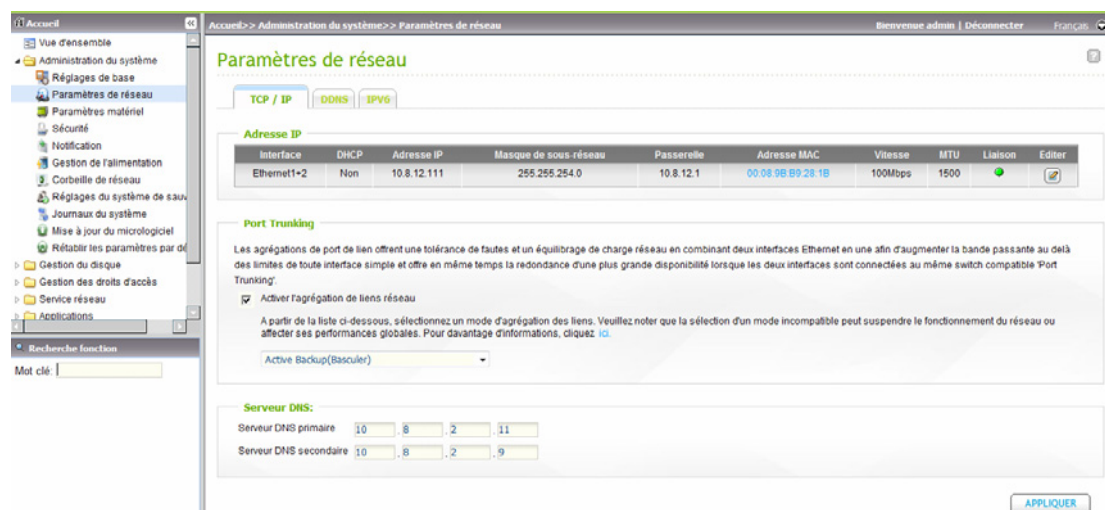 Accueil
Accueil>> Administration du système>> Paramètres de réseau
Bienvenue admin | Déconnecter
Français
Vue d'ensemble
Administration du système
Réglages de base
Paramètres de réseau
Paramètres matériel
Sécurité
Notification
Gestion de l'alimentation
Corbeille de réseau
Réglages du système de sauv
Journaux du système
Mise à jour du micrologiciel
Rétablir les paramètres par dé
Gestion du disque
Gestion des droits d'accès
Service réseau
Applications
Recherche fonction
Mot clé:
Paramètres de réseau
TCP / IP
DDNS
IPV6
Adresse IP
Interface DHCP Adresse IP Masque de sous-réseau Passerelle Adresse MAC Vitesse MTU Liaison Editer
Ethernet1+2 Non 10.8.12.111 255.255.254.0 10.8.12.1 00:08:9B:B9:28:1B 100Mbps 1500
Port Trunking
Les agrégations de port de lien offrent une tolérance de fautes et un équilibrage de charge réseau en combinant deux interfaces Ethernet en une afin d'augmenter la bande passante au delà
des limites de toute interface simple et offre en même temps la redondance d'une plus grande disponibilité lorsque les deux interfaces sont connectées au même switch compatible 'Port
Trunking'.
Activer l'agrégation de liens réseau
A partir de la liste ci-dessous, sélectionnez un mode d'agrégation des liens. Veuillez noter que la sélection d'un mode incompatible peut suspendre le fonctionnement du réseau ou
affecter ses performances globales. Pour davantage d'informations, cliquez ici.
Active Backup(Basculer)
Serveur DNS:
Serveur DNS primaire 10 . 8 . 2 . 11
Serveur DNS secondaire 10 . 8 . 2 . 9
APPLIQUER